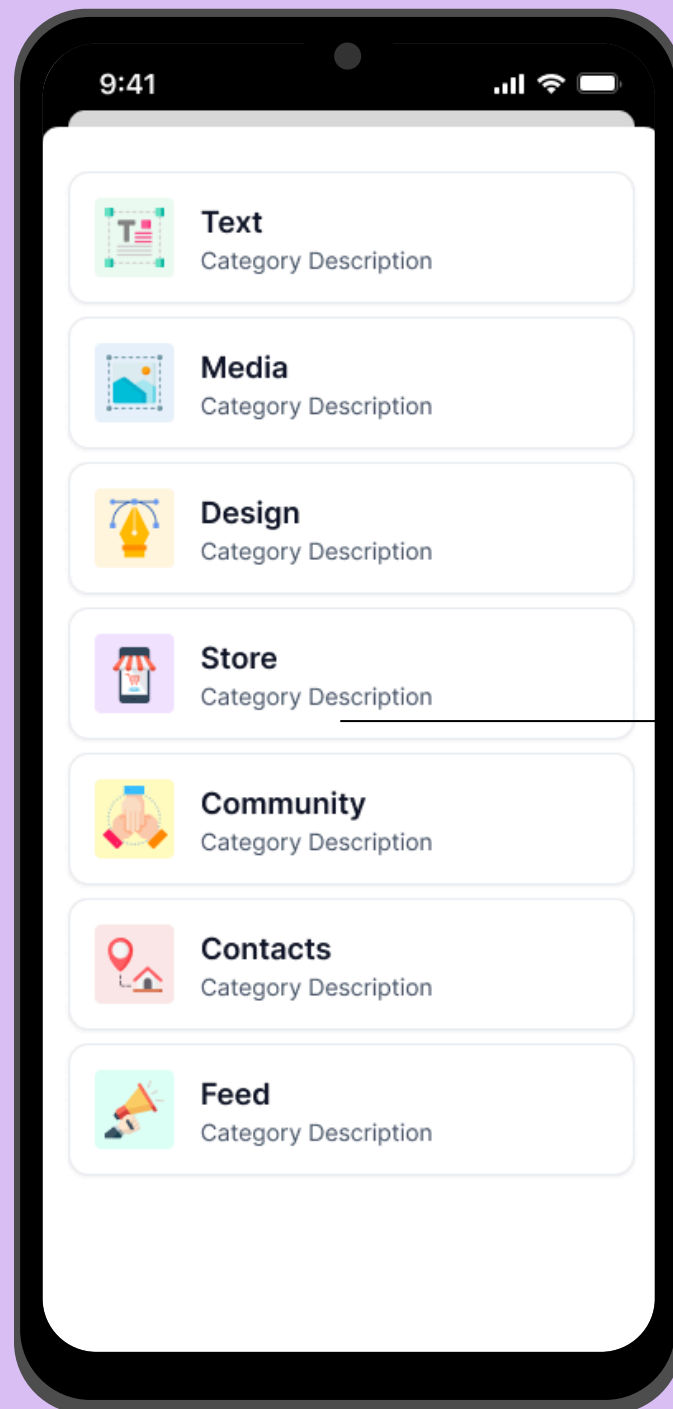 9:41
Text
Category Description
Media
Category Description
Design
Category Description
Store
Category Description
Community
Category Description
Contacts
Category Description
Feed
Category Description